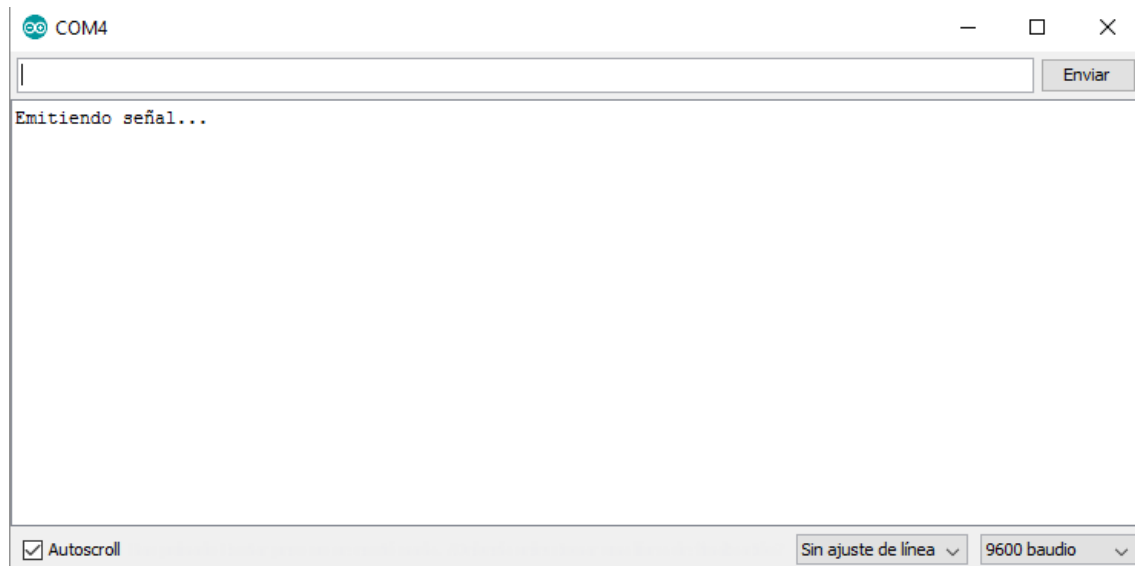 COM4
Enviar
Emitiendo señal...
Autoscroll
Sin ajuste de línea
9600 baudio